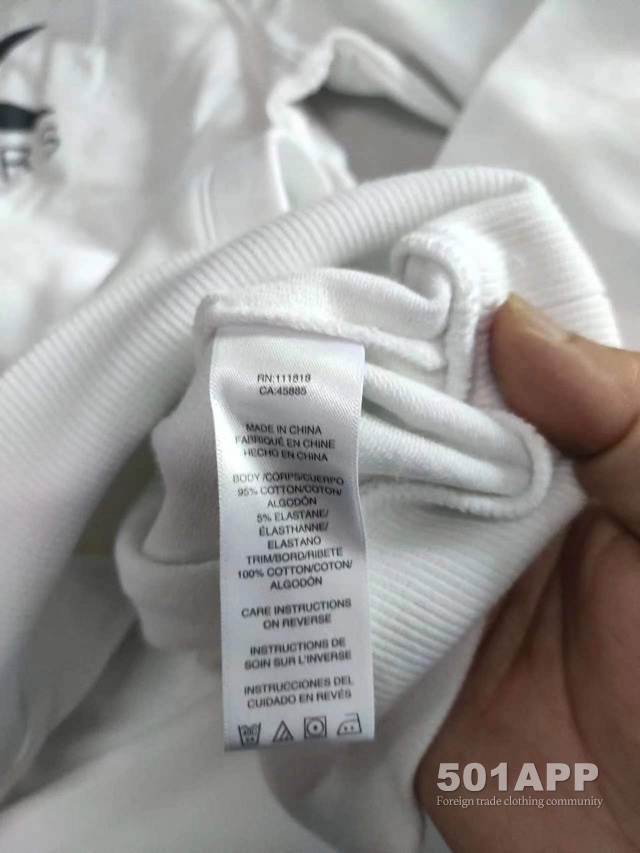 RS
RN:111818
CA:45885
MADE IN CHINA
FABRIQUÉ EN CHINE
HECHO EN CHINA
BODY /CORPS/CUERPO
95% COTTON/COTON/
ALGODÓN
5% ELASTANE/
ÉLASTHANNE/
ELASTANO
TRIM/BORD/RIBETE
100% COTTON/COTON/
ALGODÓN
CARE INSTRUCTIONS
ON REVERSE
INSTRUCTIONS DE
SOIN SUR L'INVERSE
INSTRUCCIONES DEL
CUIDADO EN REVÉS
501APP
Foreign trade clothing community